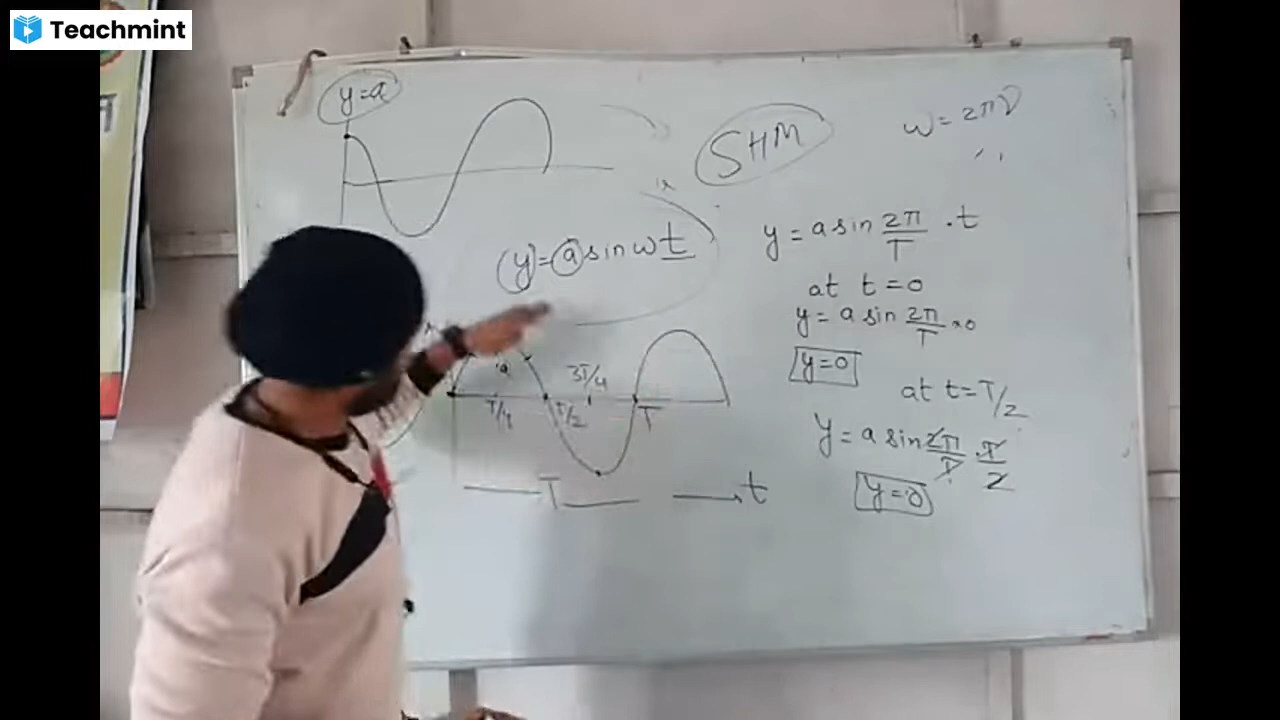 Teachmint
y=a
SHM
ω = 2πν
y = a sin ωt
a
T/4
T/2
3T/4
T
T
t
y = a sin 2π/T · t
at t=0
y = a sin 2π/T ×0
y=0
at t=T/2
y = a sin 2π/T · T/2
y=0